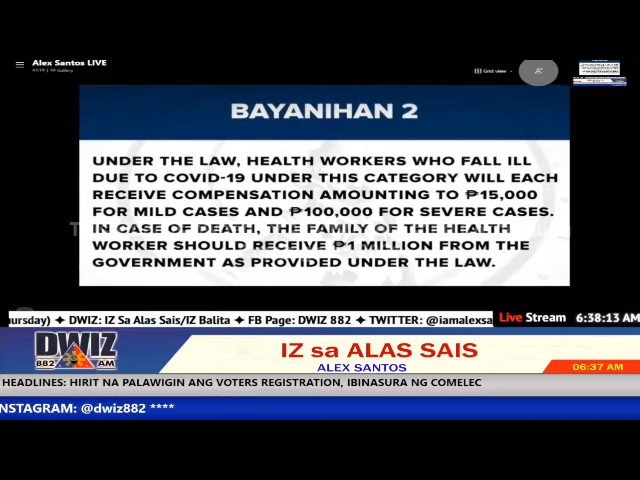 Alex Santos LIVE
Grid view
BAYANIHAN 2
UNDER THE LAW, HEALTH WORKERS WHO FALL ILL
DUE TO COVID-19 UNDER THIS CATEGORY WILL EACH
RECEIVE COMPENSATION AMOUNTING TO ₱15,000
FOR MILD CASES AND ₱100,000 FOR SEVERE CASES.
IN CASE OF DEATH, THE FAMILY OF THE HEALTH
WORKER SHOULD RECEIVE ₱1 MILLION FROM THE
GOVERNMENT AS PROVIDED UNDER THE LAW.
ursday) ✦ DWIZ: IZ Sa Alas Sais/IZ Balita ✦ FB Page: DWIZ 882 ✦ TWITTER: @iamalexsa
Live Stream 6:38:13 AM
DWIZ
882 AM
IZ sa ALAS SAIS
ALEX SANTOS
06:37 AM
HEADLINES: HIRIT NA PALAWIGIN ANG VOTERS REGISTRATION, IBINASURA NG COMELEC
NSTAGRAM: @dwiz882 ****